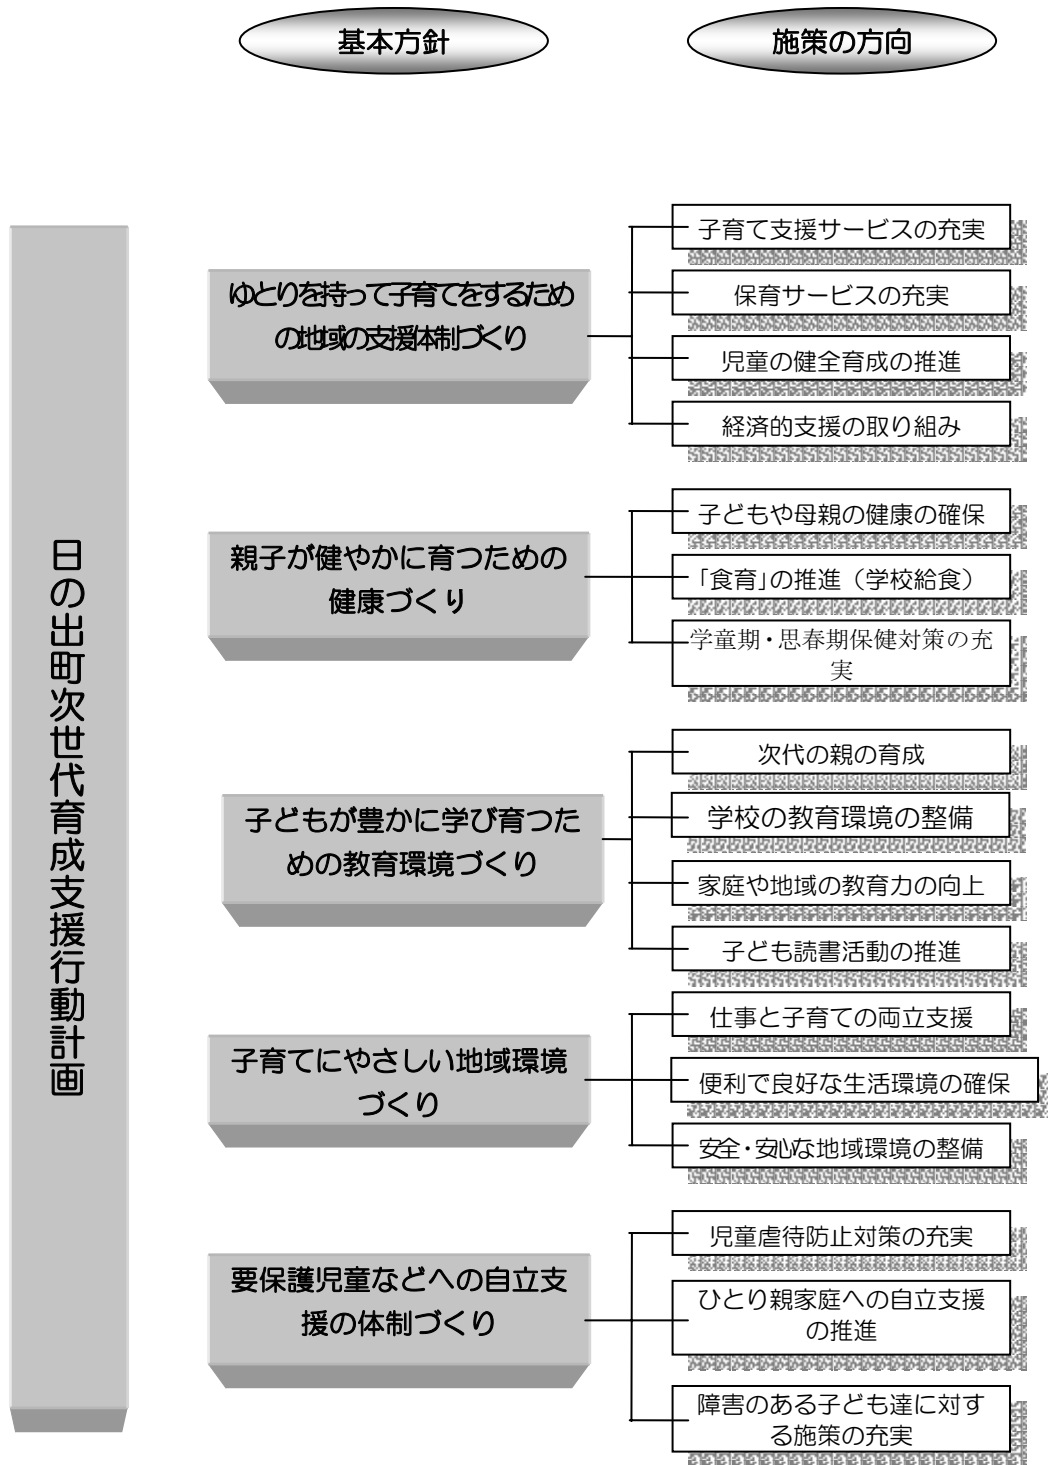 基本方針
施策の方向
日の出町次世代育成支援行動計画
ゆとりを持って子育てをするため
の地域の支援体制づくり
子育て支援サービスの充実
保育サービスの充実
児童の健全育成の推進
経済的支援の取り組み
親子が健やかに育つための
健康づくり
子どもや母親の健康の確保
「食育」の推進（学校給食）
学童期・思春期保健対策の充
実
子どもが豊かに学び育つた
めの教育環境づくり
次代の親の育成
学校の教育環境の整備
家庭や地域の教育力の向上
子ども読書活動の推進
子育てにやさしい地域環境
づくり
仕事と子育ての両立支援
便利で良好な生活環境の確保
安全・安心な地域環境の整備
要保護児童などへの自立支
援の体制づくり
児童虐待防止対策の充実
ひとり親家庭への自立支援
の推進
障害のある子ども達に対す
る施策の充実